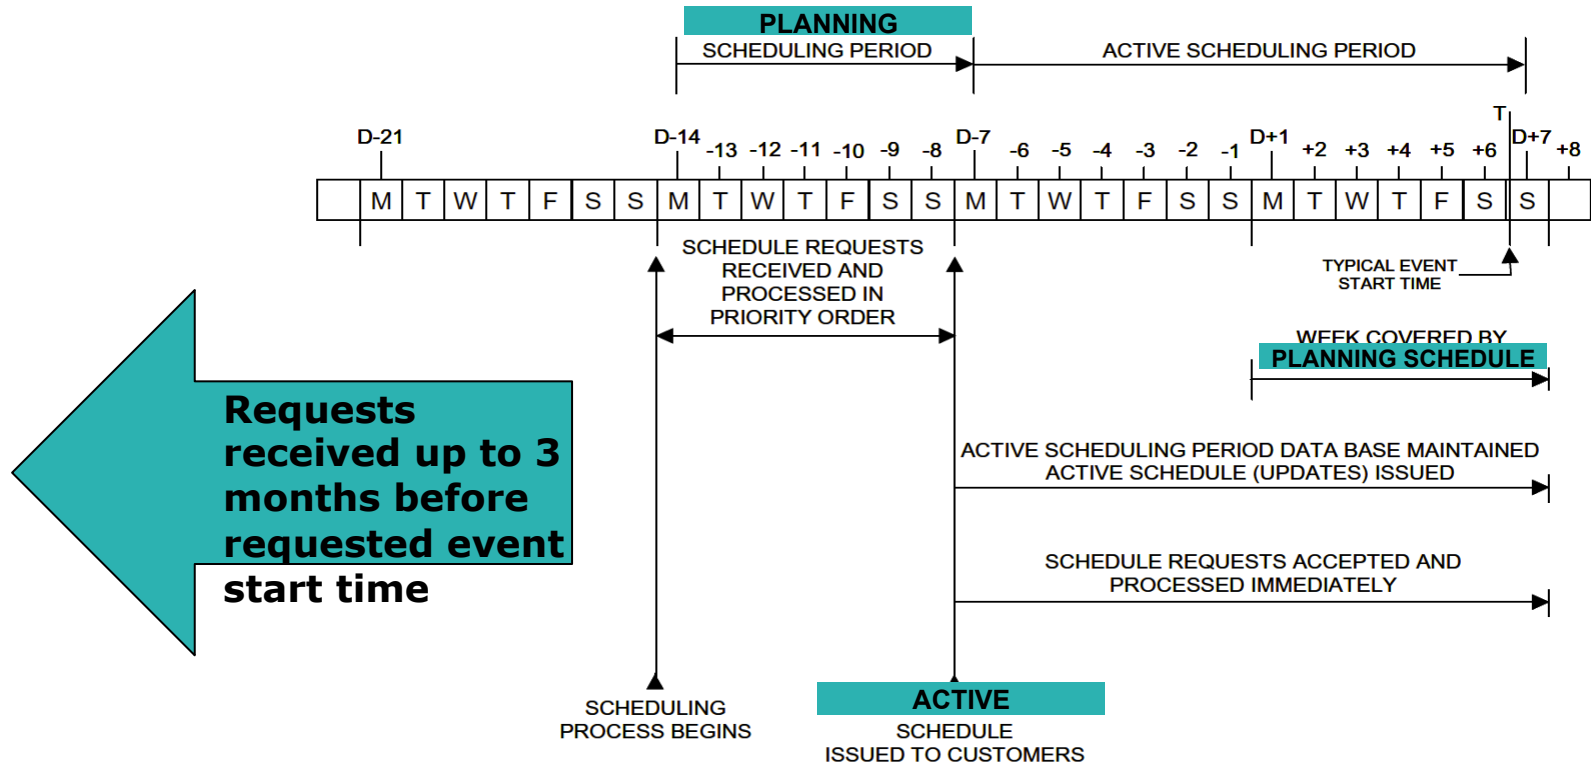 PLANNING
SCHEDULING PERIOD
ACTIVE SCHEDULING PERIOD
T
D-21
D-14
-13
-12
-11
-10
-9
-8
D-7
-6
-5
-4
-3
-2
-1
D+1
+2
+3
+4
+5
+6
D+7
+8
M T W T F S S M T W T F S S M T W T F S S M T W T F S S
SCHEDULE REQUESTS
RECEIVED AND
PROCESSED IN
PRIORITY ORDER
TYPICAL EVENT
START TIME
WEEK COVERED BY
PLANNING SCHEDULE
Requests
received up to 3
months before
requested event
start time
ACTIVE SCHEDULING PERIOD DATA BASE MAINTAINED
ACTIVE SCHEDULE (UPDATES) ISSUED
SCHEDULE REQUESTS ACCEPTED AND
PROCESSED IMMEDIATELY
SCHEDULING
PROCESS BEGINS
ACTIVE
SCHEDULE
ISSUED TO CUSTOMERS